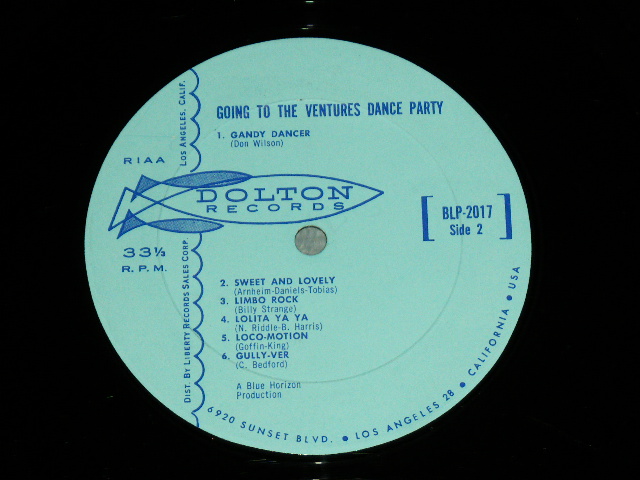 GOING TO THE VENTURES DANCE PARTY
1. GANDY DANCER
(Don Wilson)
RIAA
LOS ANGELES, CALIF.
DOLTON
RECORDS
BLP-2017
Side 2
33⅓
R.P.M.
DIST. BY LIBERTY RECORDS SALES CORP.
2. SWEET AND LOVELY
(Arnheim-Daniels-Tobias)
3. LIMBO ROCK
(Billy Strange)
4. LOLITA YA YA
(N. Riddle-B. Harris)
5. LOCO-MOTION
(Goffin-King)
6. GULLY-VER
(C. Bedford)
A Blue Horizon
Production
6920 SUNSET BLVD. • LOS ANGELES 28 • CALIFORNIA • USA